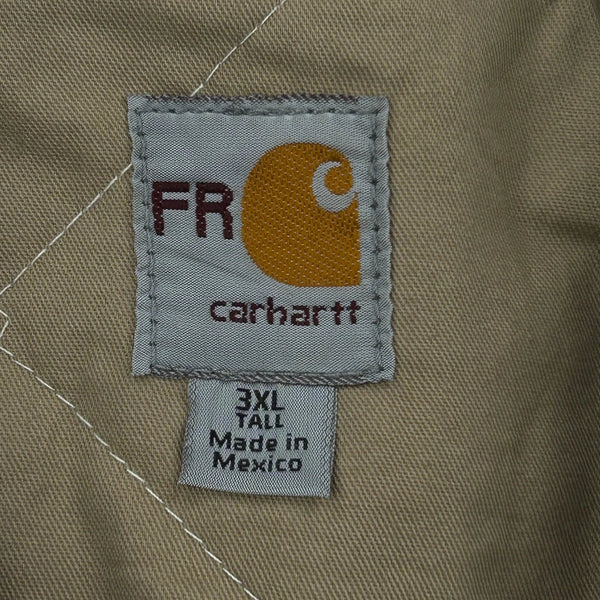 FR
carhartt
3XL
TALL
Made in
Mexico